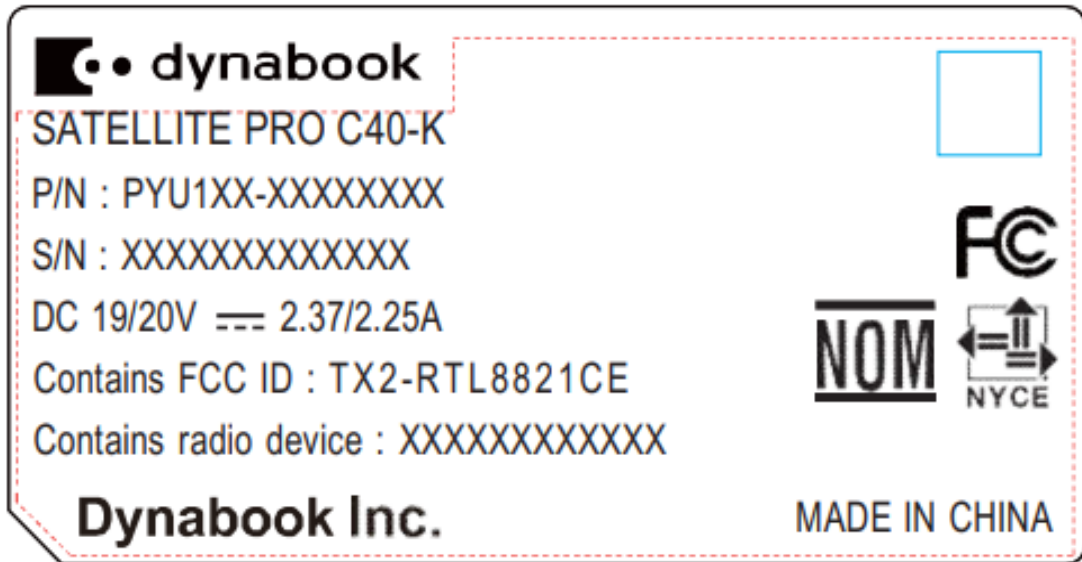 dynabook
SATELLITE PRO C40-K
P/N : PYU1XX-XXXXXXXX
S/N : XXXXXXXXXXXXX
DC 19/20V ⎓ 2.37/2.25A
Contains FCC ID : TX2-RTL8821CE
Contains radio device : XXXXXXXXXXXX
FC
NOM
NYCE
Dynabook Inc.
MADE IN CHINA